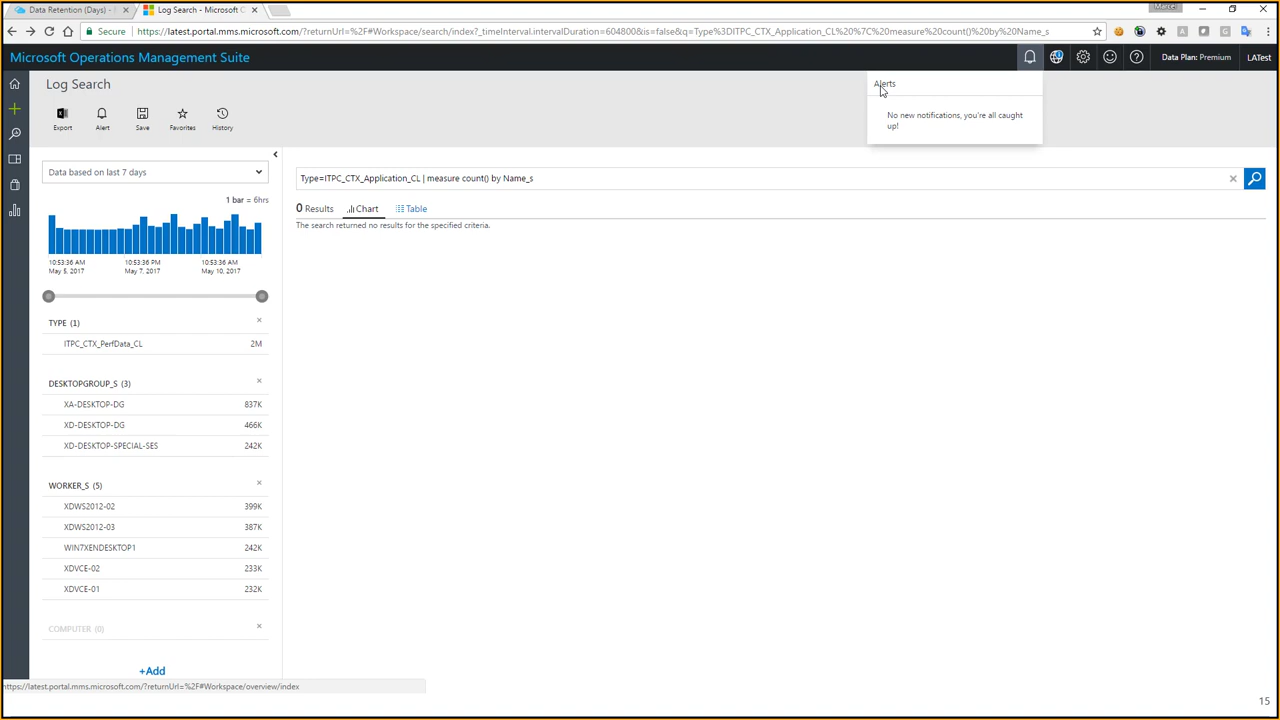 Data Retention (Days) -
Log Search - Microsoft O
Marcel
Secure
https://latest.portal.mms.microsoft.com/?returnUrl=%2F#Workspace/search/index?_timeInterval.intervalDuration=604800&is=false&q=Type%3DITPC_CTX_Application_CL%20%7C%20measure%20count()%20by%20Name_s
Microsoft Operations Management Suite
Data Plan: Premium
LATest
Log Search
Alerts
No new notifications, you're all caught
up!
Export
Alert
Save
Favorites
History
Data based on last 7 days
1 bar = 6hrs
10:53:36 AM
May 5, 2017
10:53:36 PM
May 7, 2017
10:53:36 AM
May 10, 2017
TYPE (1)
ITPC_CTX_PerfData_CL 2M
DESKTOPGROUP_S (3)
XA-DESKTOP-DG 837K
XD-DESKTOP-DG 466K
XD-DESKTOP-SPECIAL-SES 242K
WORKER_S (5)
XDWS2012-02 399K
XDWS2012-03 387K
WIN7XENDESKTOP1 242K
XDVCE-02 233K
XDVCE-01 232K
COMPUTER (0)
+Add
Type=ITPC_CTX_Application_CL | measure count() by Name_s
0 Results
Chart
Table
The search returned no results for the specified criteria.
https://latest.portal.mms.microsoft.com/?returnUrl=%2F#Workspace/overview/index
15